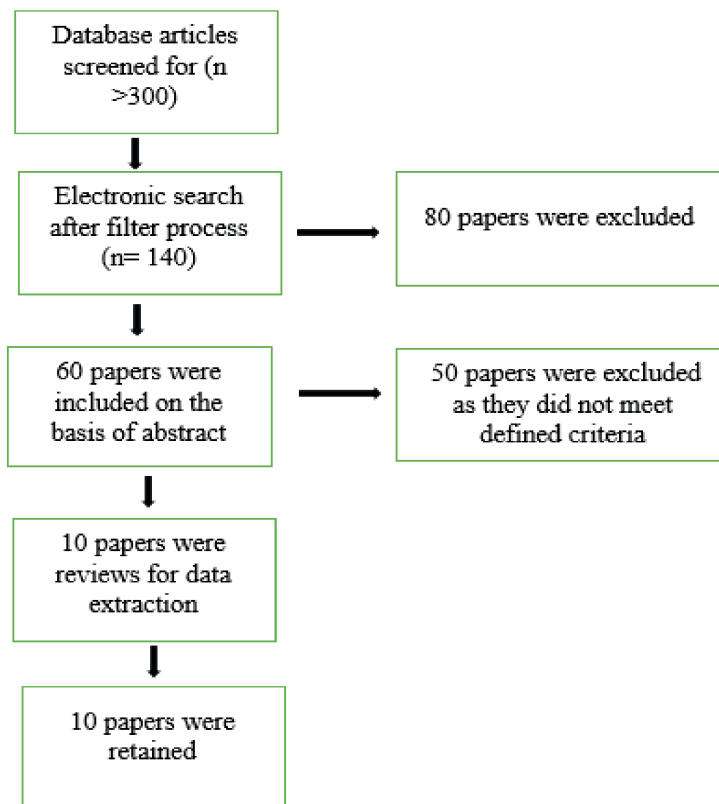 Database articles
screened for (n
>300)
Electronic search
after filter process
(n= 140)
80 papers were excluded
60 papers were
included on the
basis of abstract
50 papers were excluded
as they did not meet
defined criteria
10 papers were
reviews for data
extraction
10 papers were
retained